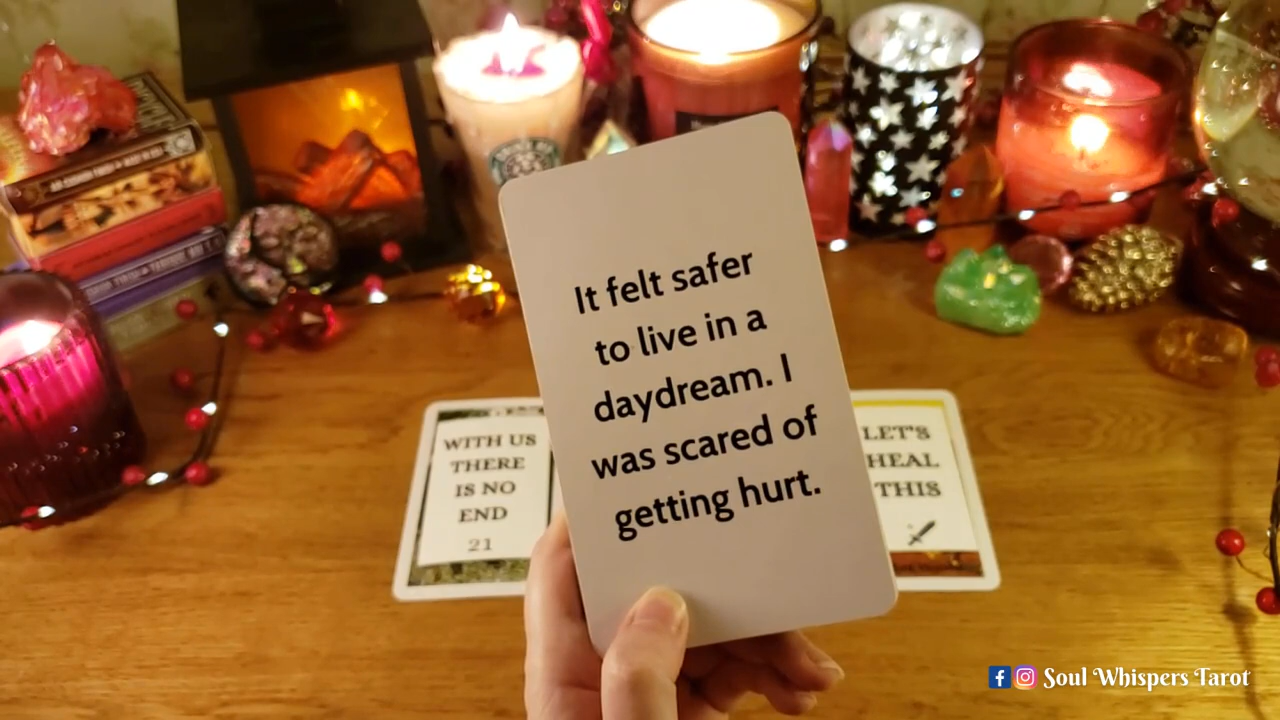 It felt safer
to live in a
daydream. I
was scared of
getting hurt.
WITH US
THERE
IS NO
END
21
LET'S
HEAL
THIS
Soul Whispers Tarot